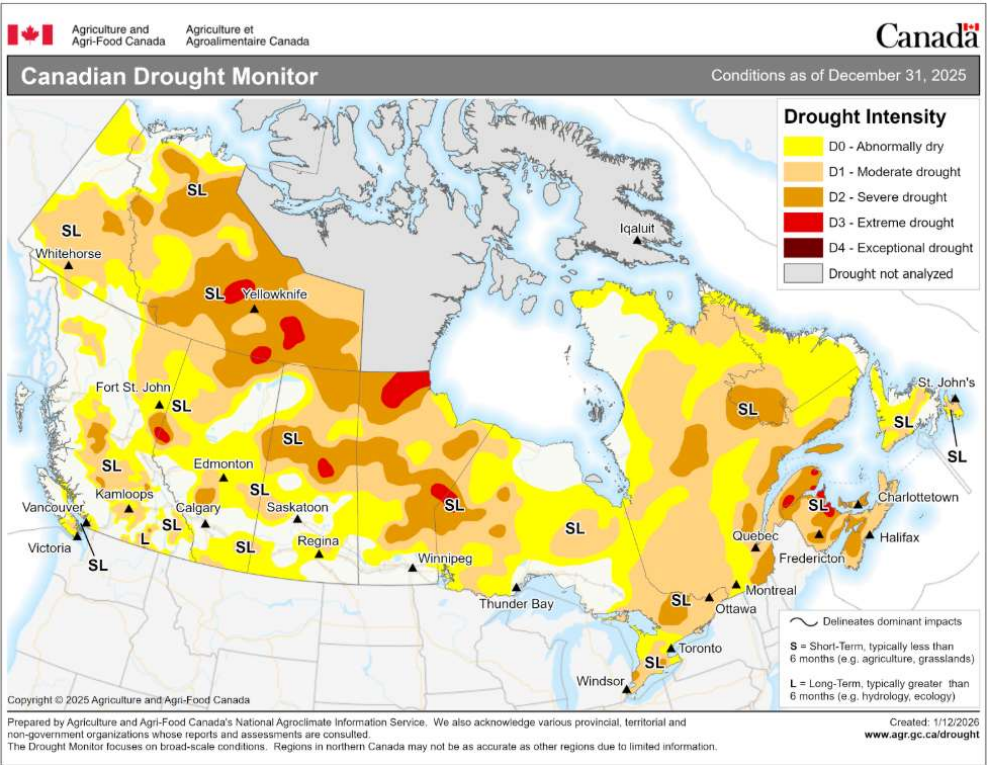 Agriculture and
Agri-Food Canada
Agriculture et
Agroalimentaire Canada
Canada
Canadian Drought Monitor
Conditions as of December 31, 2025
Drought Intensity
D0 - Abnormally dry
D1 - Moderate drought
D2 - Severe drought
D3 - Extreme drought
D4 - Exceptional drought
Drought not analyzed
SL
SL
Whitehorse
Iqaluit
SL
Yellowknife
Fort St. John
SL
SL
SL
St. John's
SL
SL
SL
Edmonton
SL
Kamloops
Calgary
Saskatoon
SL
SL
SL
Charlottetown
Vancouver
SL
L
Victoria
SL
SL
Regina
Winnipeg
Quebec
Fredericton
Halifax
Thunder Bay
Montreal
Ottawa
SL
Toronto
SL
Windsor
Delineates dominant impacts
S = Short-Term, typically less than
6 months (e.g. agriculture, grasslands)
L = Long-Term, typically greater than
6 months (e.g. hydrology, ecology)
Copyright © 2025 Agriculture and Agri-Food Canada
Prepared by Agriculture and Agri-Food Canada's National Agroclimate Information Service. We also acknowledge various provincial, territorial and
non-government organizations whose reports and assessments are consulted.
The Drought Monitor focuses on broad-scale conditions. Regions in northern Canada may not be as accurate as other regions due to limited information.
Created: 1/12/2026
www.agr.gc.ca/drought